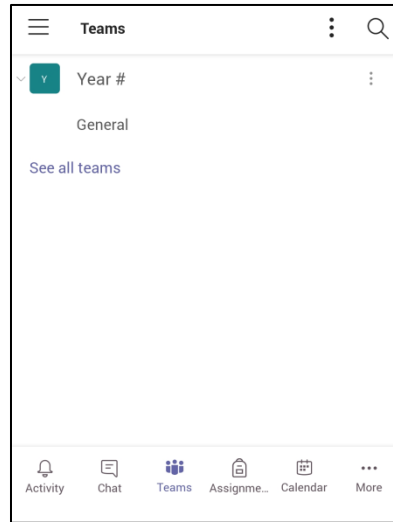 Teams
Y Year #
General
See all teams
Activity Chat Teams Assignme... Calendar More